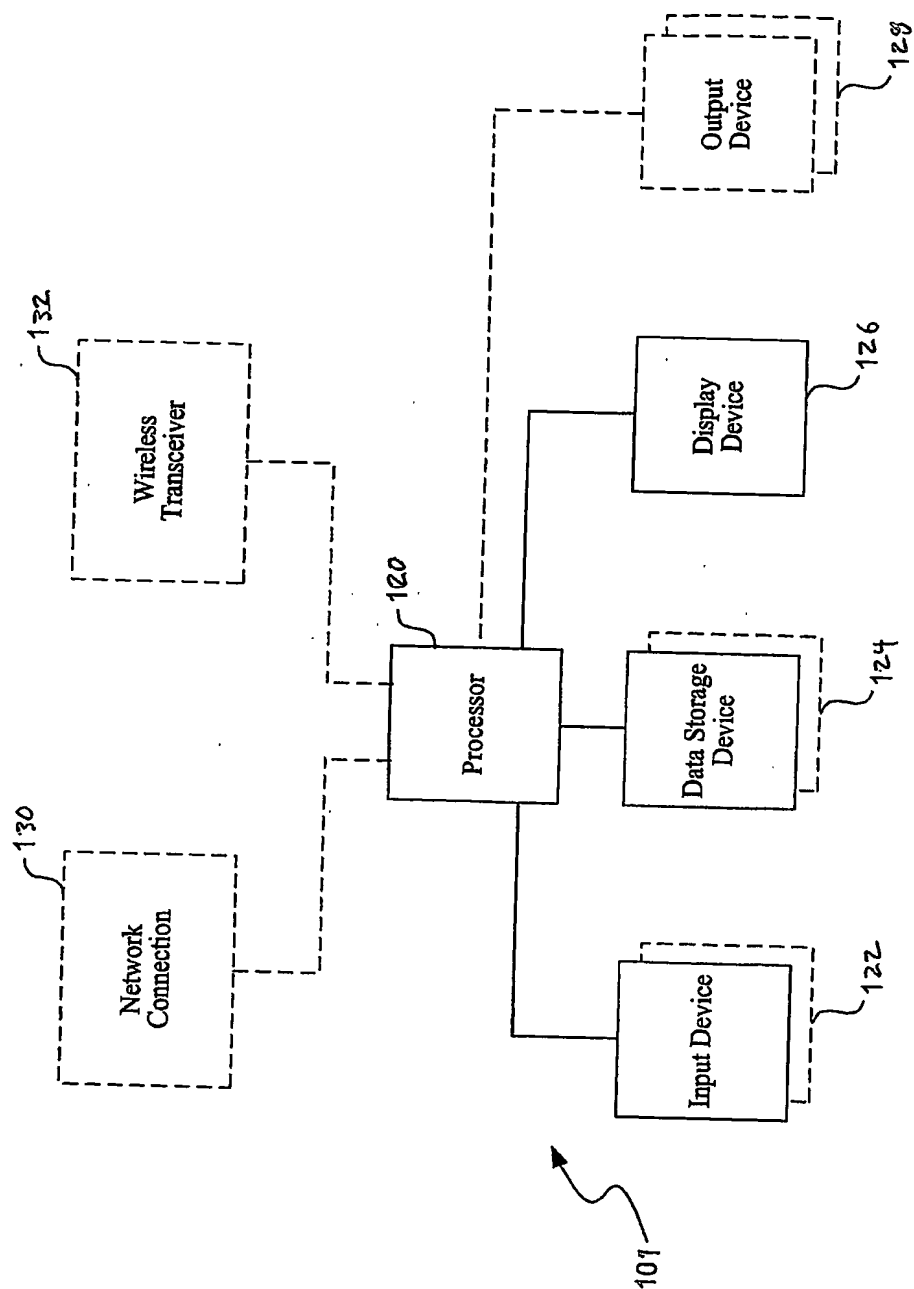 130
132
Network
Connection
Wireless
Transceiver
120
Processor
107
Input Device
122
Data Storage
Device
124
Display
Device
126
Output
Device
128